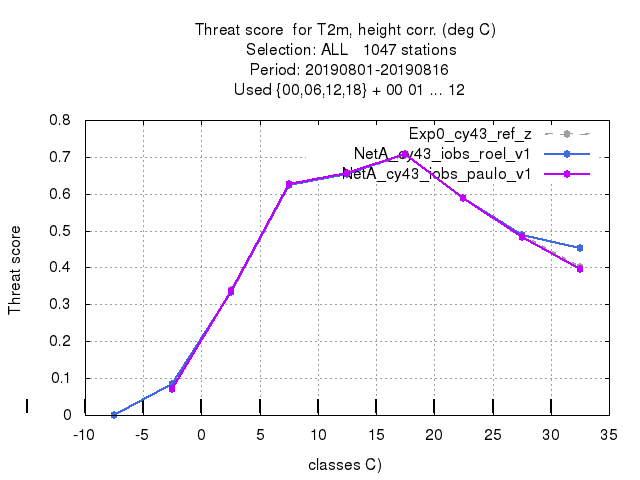 Threat score  for T2m, height corr. (deg C)
Selection: ALL   1047 stations
Period: 20190801-20190816
Used {00,06,12,18} + 00 01 ... 12
0.8
0.7
0.6
0.5
0.4
0.3
0.2
0.1
0
Threat score
Exp0_cy43_ref_z
NetA_cy43_iobs_roel_v1
NetA_cy43_iobs_paulo_v1
-10 -5 0 5 10 15 20 25 30 35
classes C)